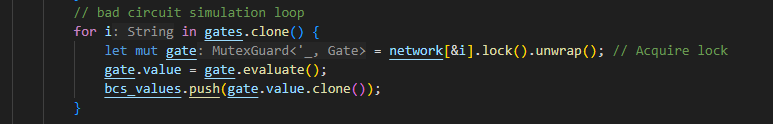 // bad circuit simulation loop
for i: String in gates.clone() {
let mut gate: MutexGuard<'_, Gate> = network[&i].lock().unwrap(); // Acquire lock
gate.value = gate.evaluate();
bcs_values.push(gate.value.clone());
}